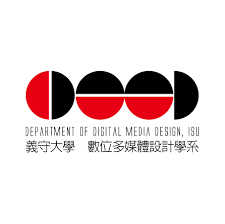 DEPARTMENT OF DIGITAL MEDIA DESIGN, ISU
義守大學 數位多媒體設計學系